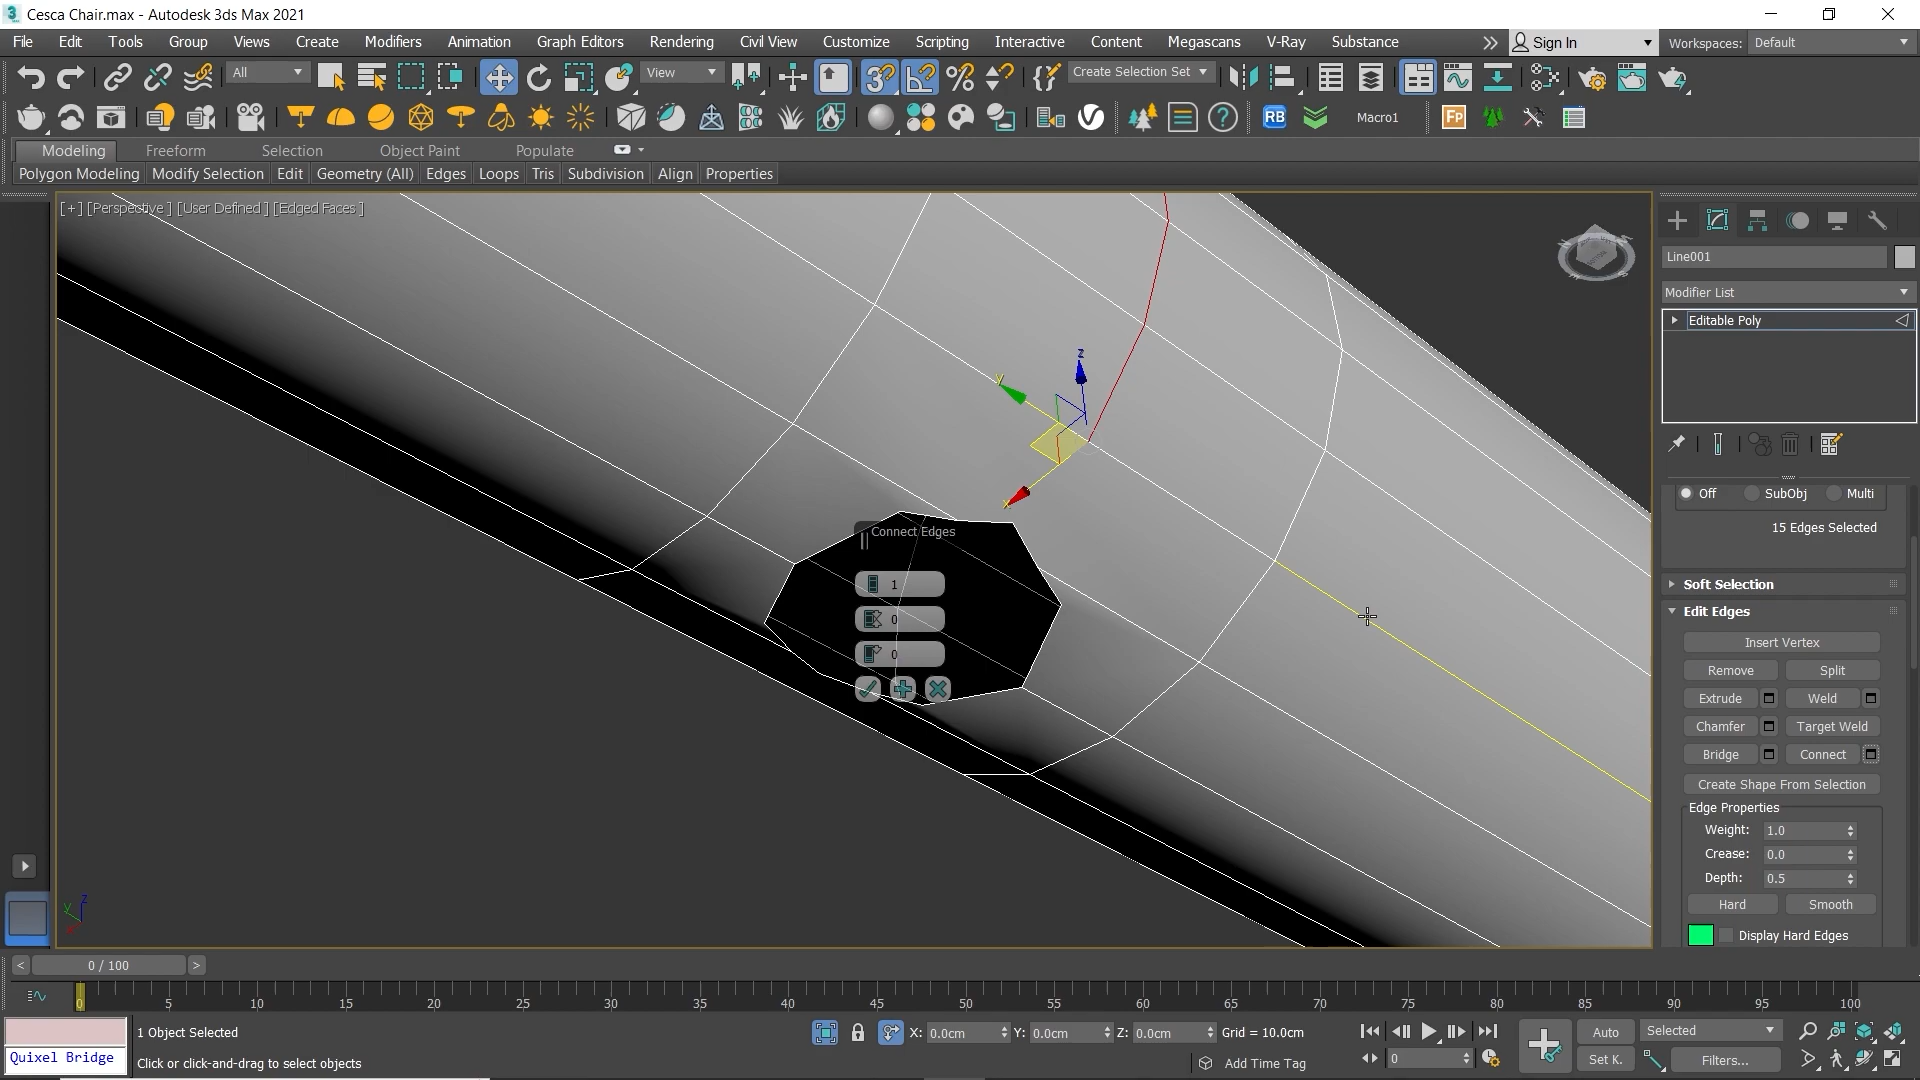 Cesca Chair.max - Autodesk 3ds Max 2021
File Edit Tools Group Views Create Modifiers Animation Graph Editors Rendering Civil View Customize Scripting Interactive Content Megascans V-Ray Substance Sign In Workspaces: Default
All View Create Selection Set
RB Macro1 Fp
Modeling Freeform Selection Object Paint Populate
Polygon Modeling Modify Selection Edit Geometry (All) Edges Loops Tris Subdivision Align Properties
[+] [Perspective ] [User Defined ] [Edged Faces ]
Line001
Modifier List
Editable Poly
z
y
x
Off SubObj Multi
15 Edges Selected
Connect Edges
1
0
0
Soft Selection
Edit Edges
Insert Vertex
Remove Split
Extrude Weld
Chamfer Target Weld
Bridge Connect
Create Shape From Selection
Edge Properties
Weight: 1.0
Crease: 0.0
Depth: 0.5
Hard Smooth
Display Hard Edges
z
y
< 0 / 100 >
0 5 10 15 20 25 30 35 40 45 50 55 60 65 70 75 80 85 90 95 100
1 Object Selected X: 0.0cm Y: 0.0cm Z: 0.0cm Grid = 10.0cm Auto Selected
Quixel Bridge Click or click-and-drag to select objects Add Time Tag 0 Set K. Filters...